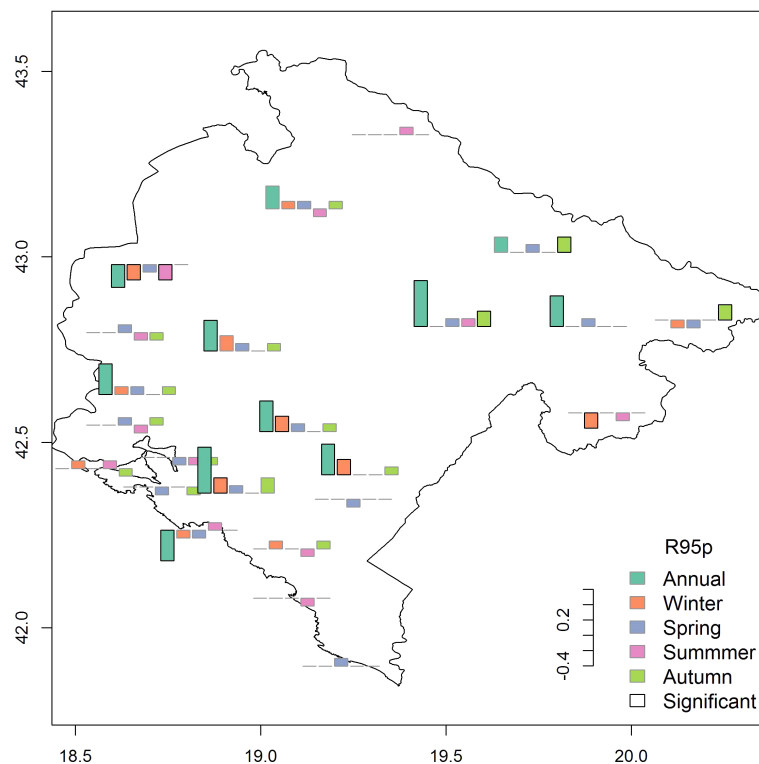 43.5
43.0
42.5
42.0
R95p
Annual
Winter
Spring
Summmer
Autumn
Significant
0.2
-0.4
18.5 19.0 19.5 20.0